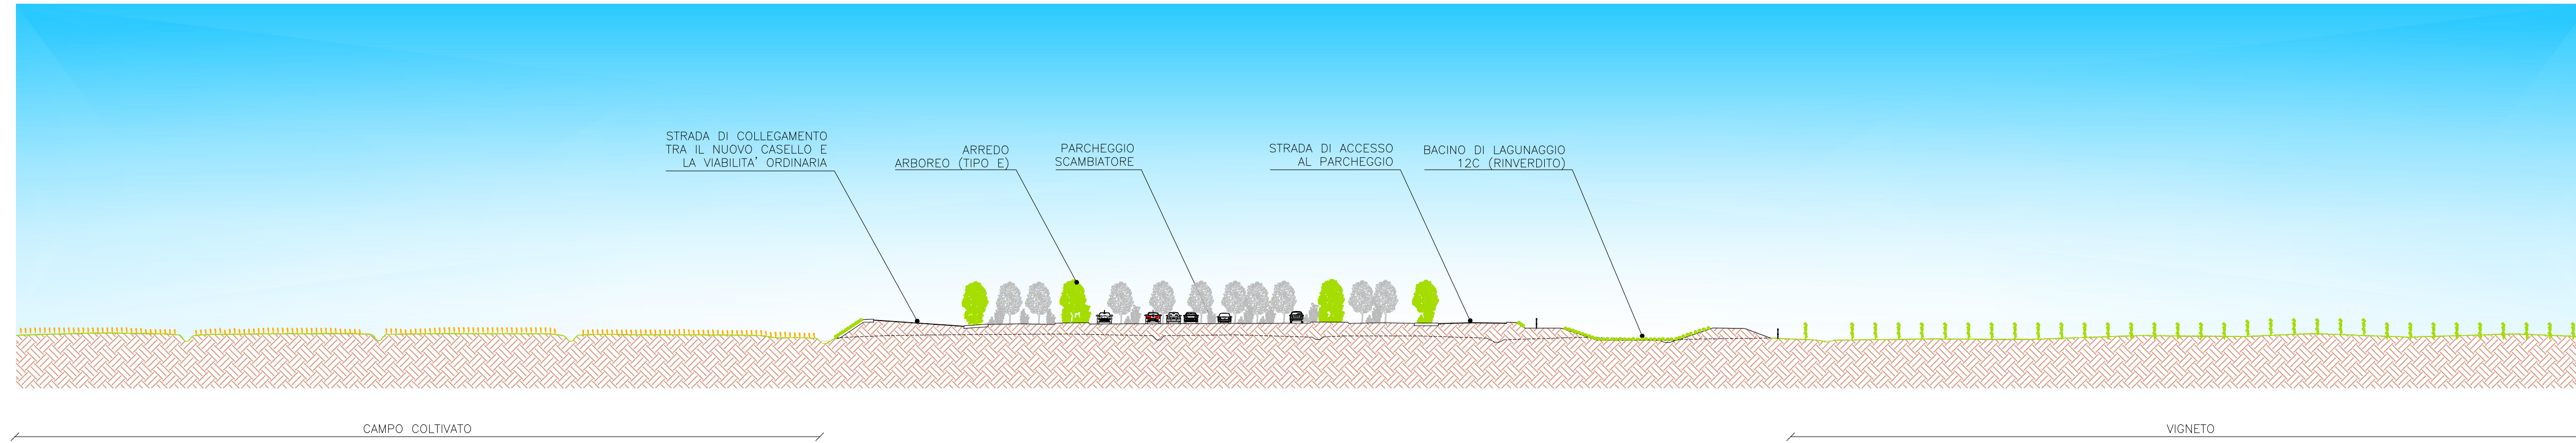 STRADA DI COLLEGAMENTO
TRA IL NUOVO CASELLO E
LA VIABILITA' ORDINARIA
ARREDO
ARBOREO (TIPO E)
PARCHEGGIO
SCAMBIATORE
STRADA DI ACCESSO
AL PARCHEGGIO
BACINO DI LAGUNAGGIO
12C (RINVERDITO)
CAMPO COLTIVATO
VIGNETO